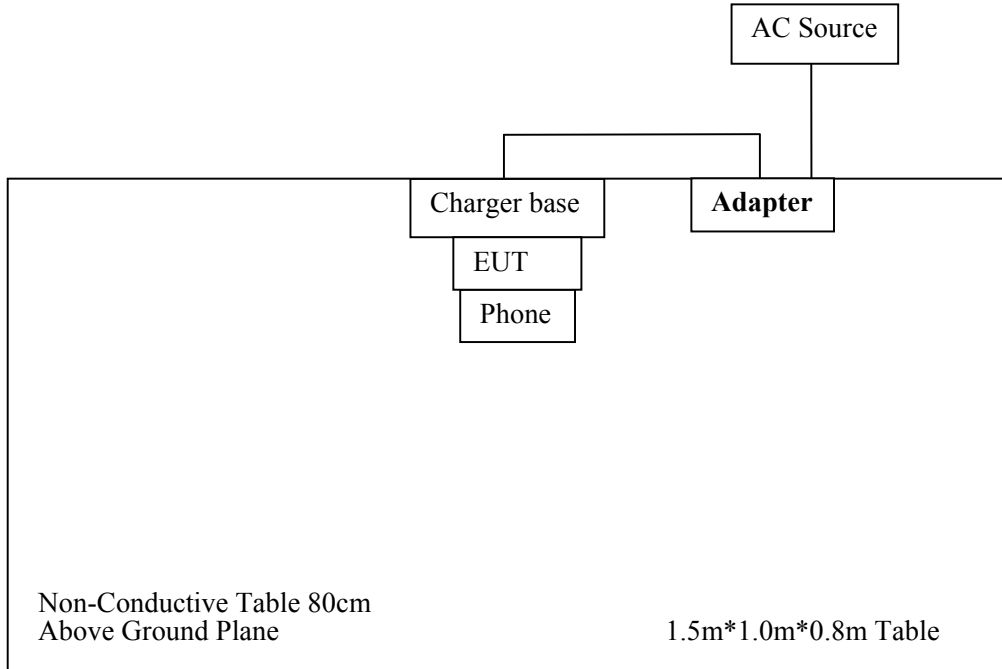 AC Source
Charger base
Adapter
EUT
Phone
Non-Conductive Table 80cm
Above Ground Plane
1.5m*1.0m*0.8m Table